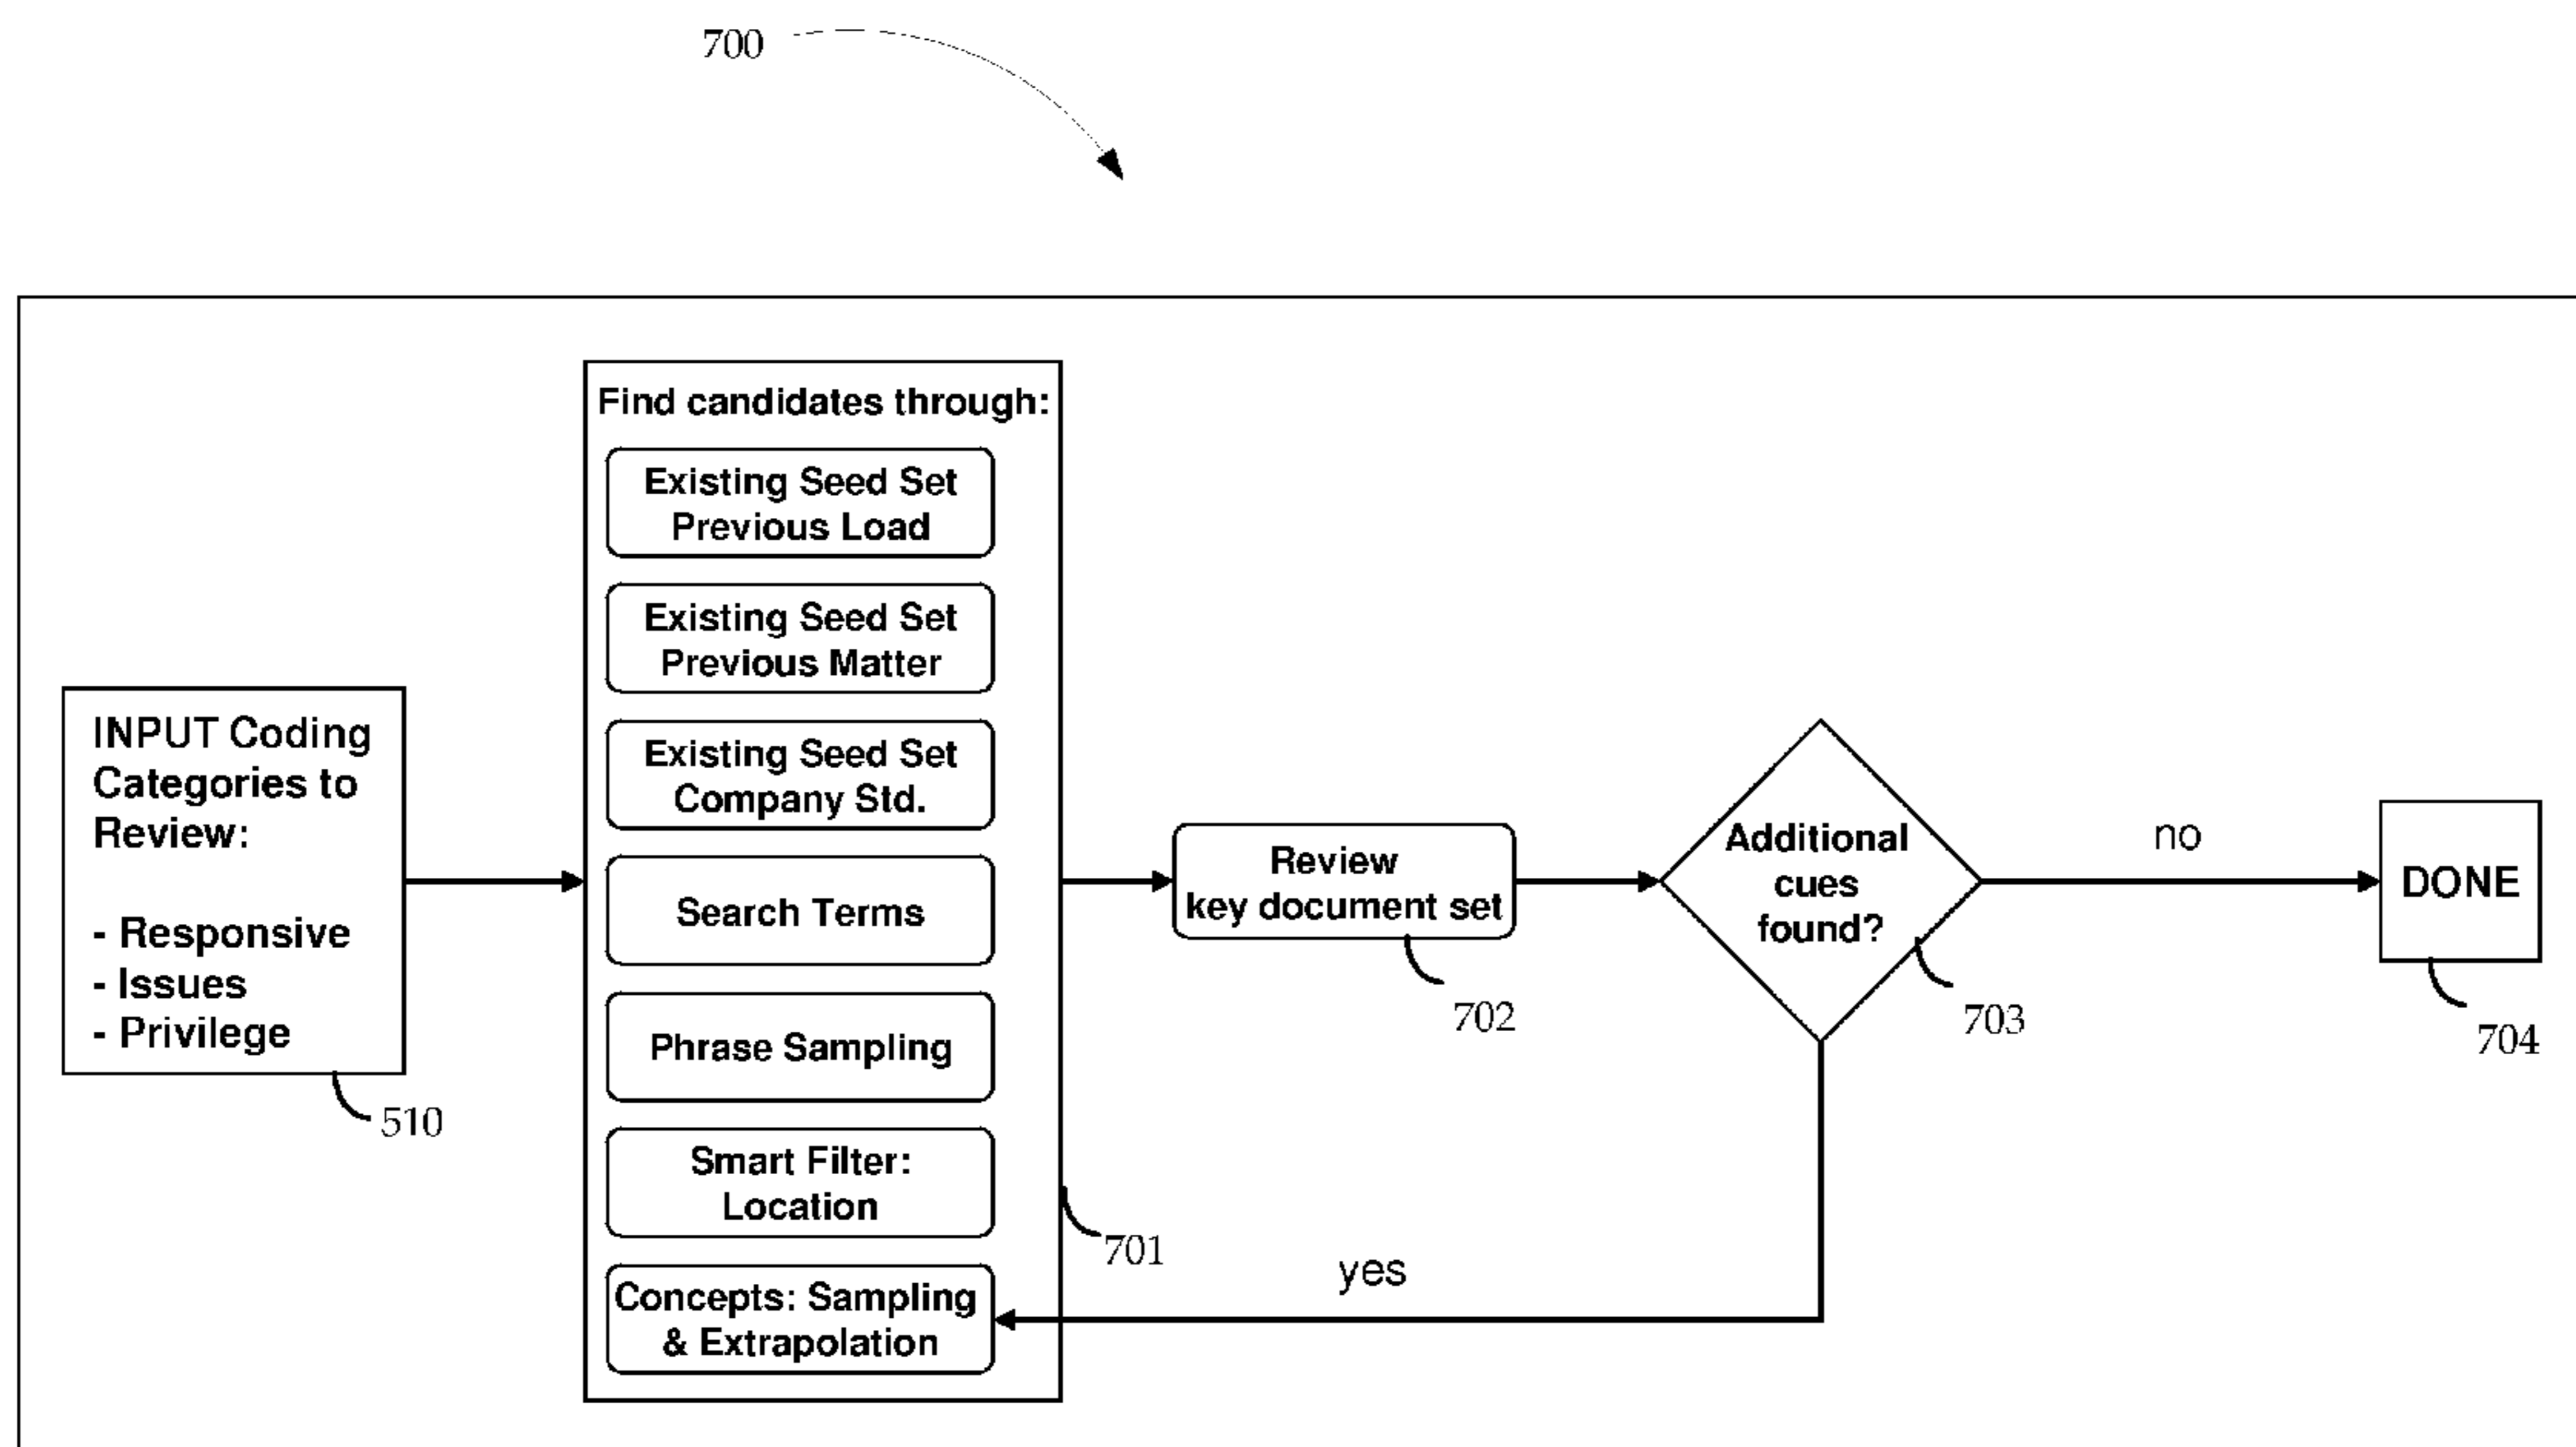 700
INPUT Coding
Categories to
Review:
- Responsive
- Issues
- Privilege
510
Find candidates through:
Existing Seed Set
Previous Load
Existing Seed Set
Previous Matter
Existing Seed Set
Company Std.
Search Terms
Phrase Sampling
Smart Filter:
Location
Concepts: Sampling
& Extrapolation
701
Review
key document set
702
Additional
cues
found?
703
no
yes
DONE
704